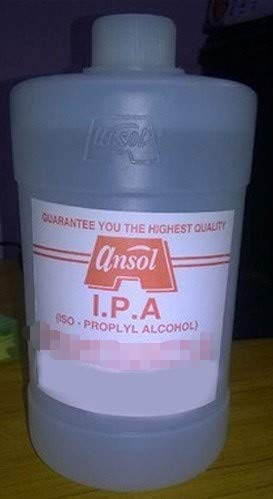 Ansol
GUARANTEE YOU THE HIGHEST QUALITY
Ansol
I.P.A
(ISO - PROPLYL ALCOHOL)